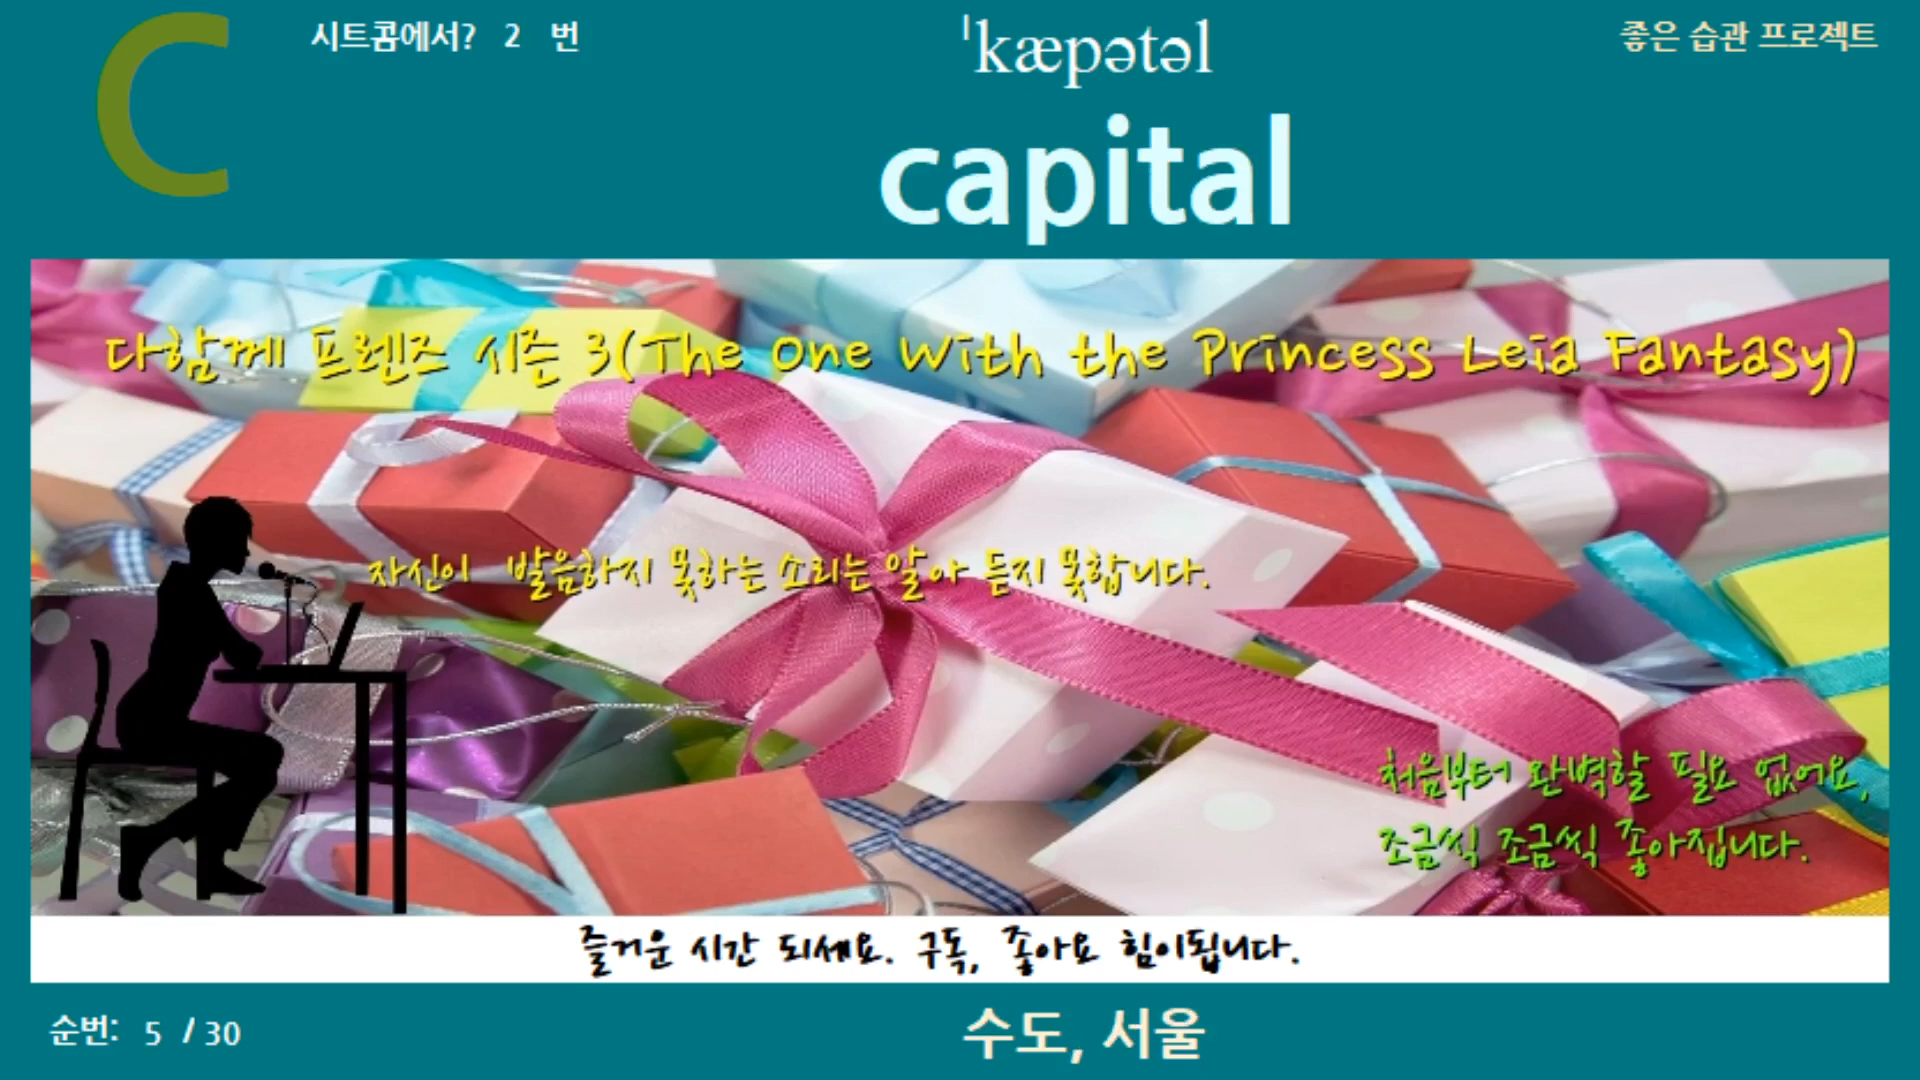 C
시트콤에서? 2 번
ˈkæpətəl
좋은 습관 프로젝트
capital
다함께 프렌즈 시즌 3(The One With the Princess Leia Fantasy)
자신이 발음하지 못하는 소리는 알아 듣지 못합니다.
처음부터 완벽할 필요 없어요,
조금씩 조금씩 좋아집니다.
즐거운 시간 되세요. 구독, 좋아요 힘이됩니다.
순번: 5 / 30
수도, 서울